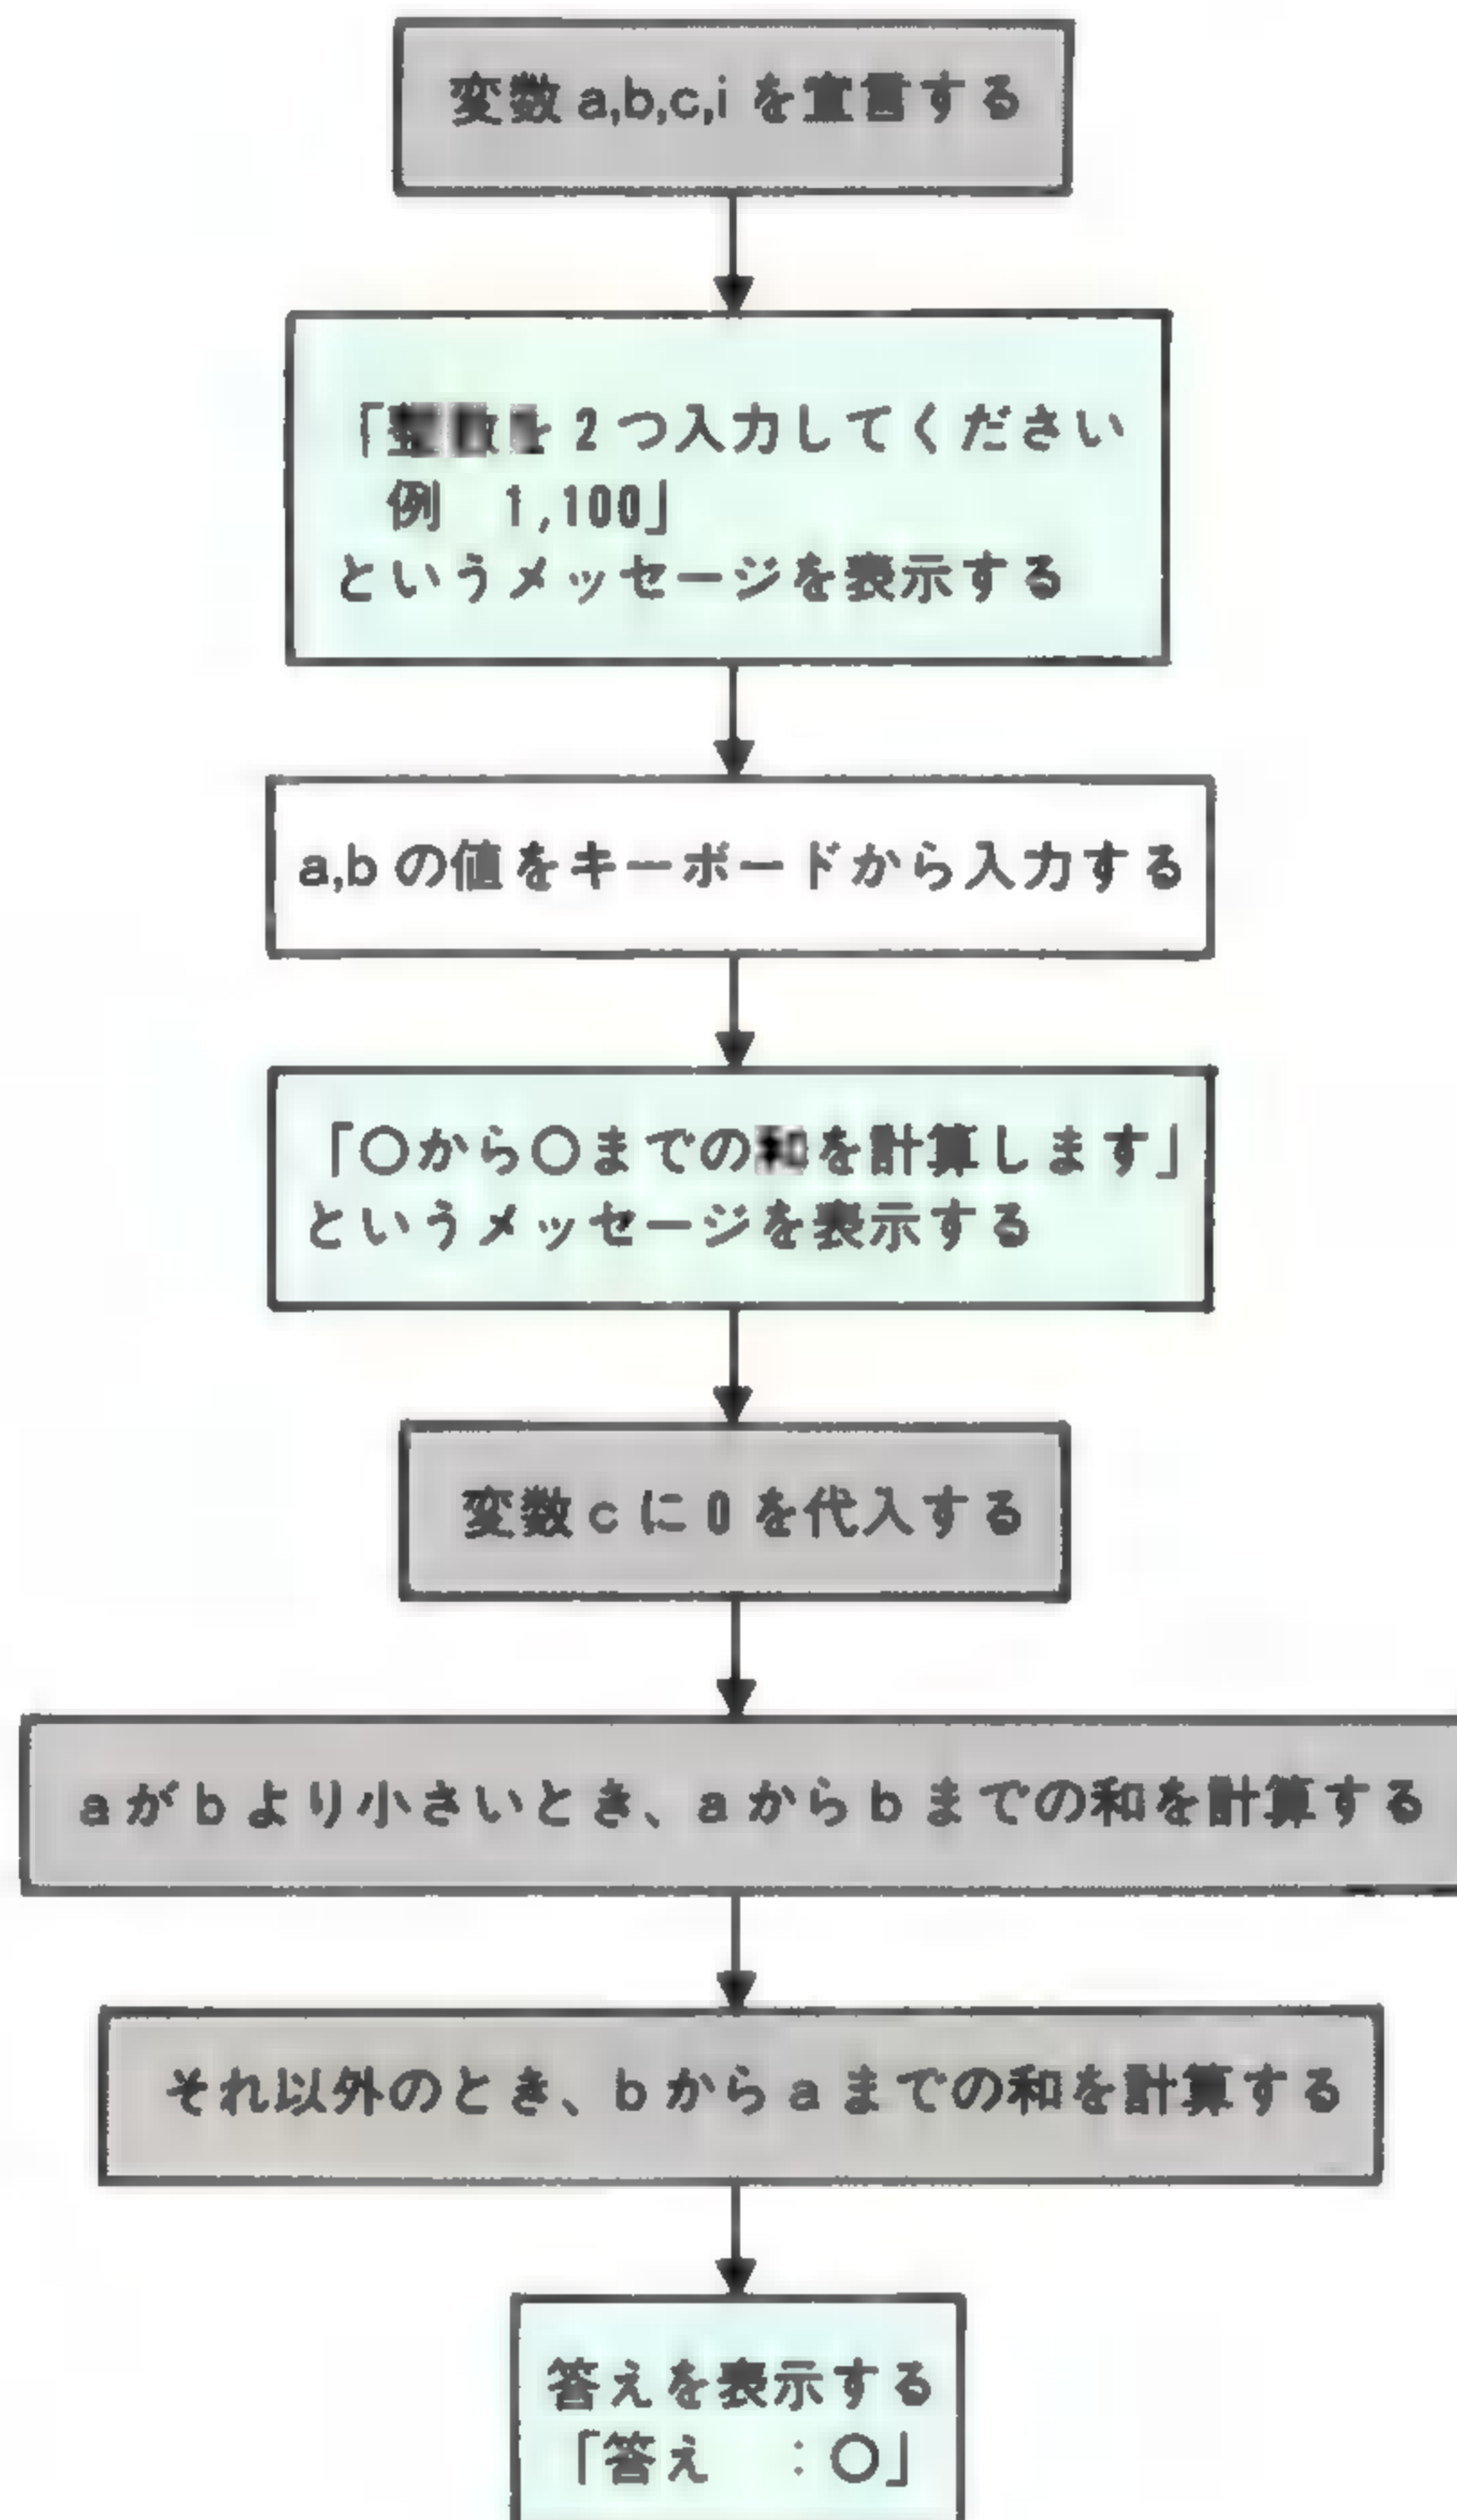 変数 a,b,c,i を宣言する
「整数を 2 つ入力してください
例　1,100」
というメッセージを表示する
a,b の値をキーボードから入力する
「〇から〇までの和を計算します」
というメッセージを表示する
変数 c に 0 を代入する
a が b より小さいとき、a から b までの和を計算する
それ以外のとき、b から a までの和を計算する
答えを表示する
「答え　：〇」